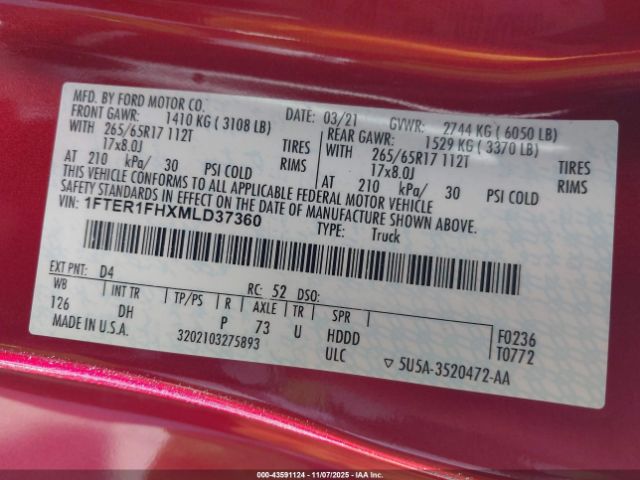 MFD. BY FORD MOTOR CO.
DATE: 03/21 GVWR: 2744 KG ( 6050 LB)
FRONT GAWR: 1410 KG ( 3108 LB) REAR GAWR: 1529 KG ( 3370 LB)
WITH 265/65R17 112T TIRES WITH 265/65R17 112T TIRES
17x8.0J RIMS 17x8.0J RIMS
AT 210 kPa/ 30 PSI COLD AT 210 kPa/ 30 PSI COLD
THIS VEHICLE CONFORMS TO ALL APPLICABLE FEDERAL MOTOR VEHICLE
SAFETY STANDARDS IN EFFECT ON THE DATE OF MANUFACTURE SHOWN ABOVE.
VIN: 1FTER1FHXMLD37360
TYPE: Truck
EXT PNT: D4 RC: 52 DSO:
WB INT TR TP/PS R AXLE TR SPR
126 DH P 73 U HDDD F0236
MADE IN U.S.A. 3202103275893 ULC T0772
▽ 5U5A-3520472-AA
000-43591124 - 11/07/2025 - IAA Inc.